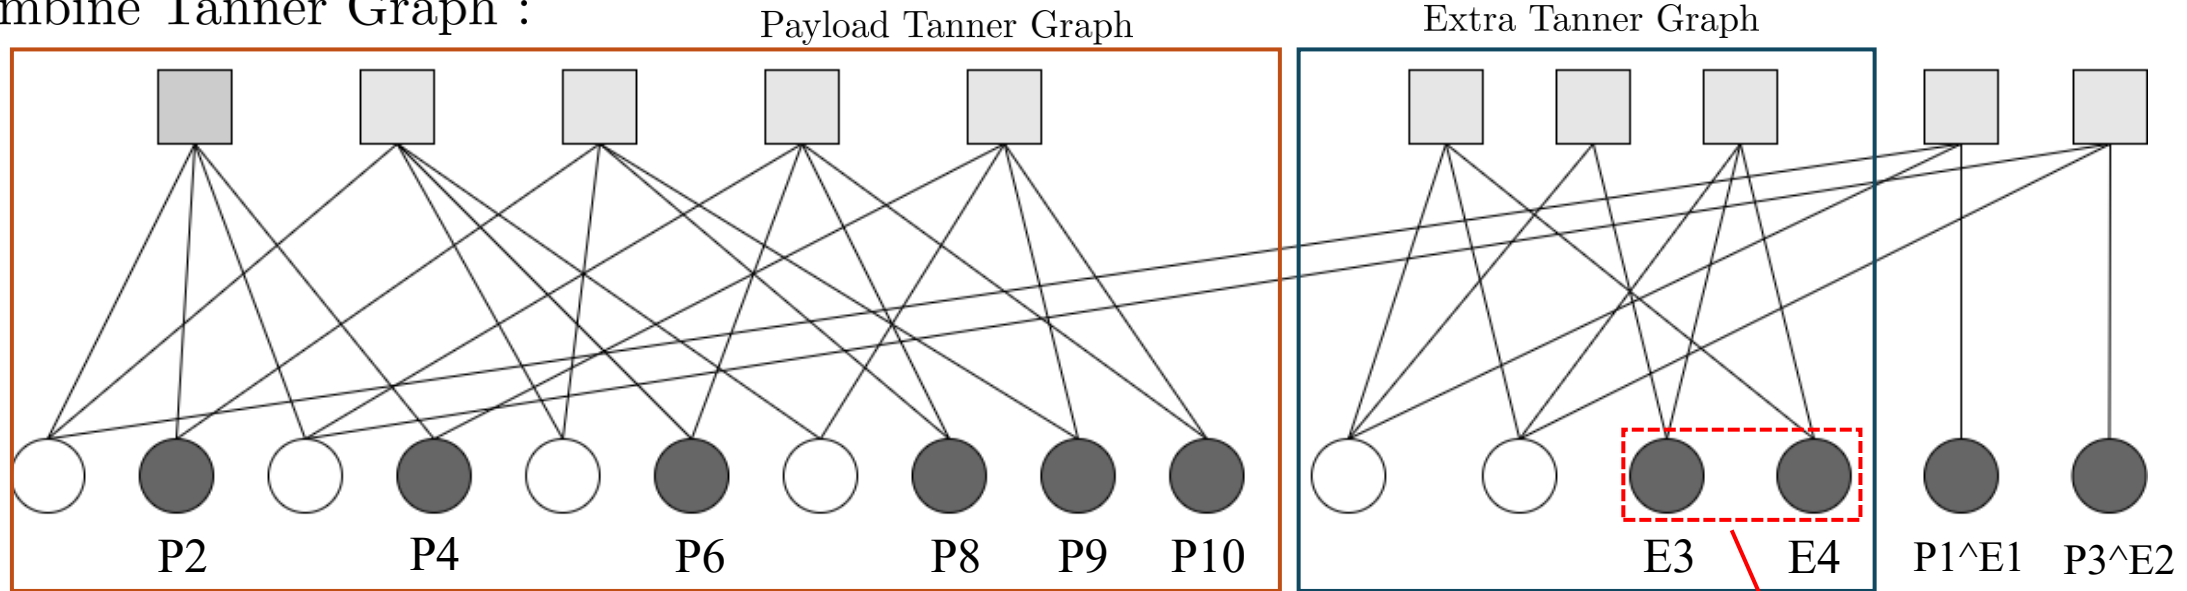 Tanner Graph :
Payload Tanner Graph
Extra Tanner Graph
P2 P4 P6 P8 P9 P10 E3 E4 P1^E1 P3^E2